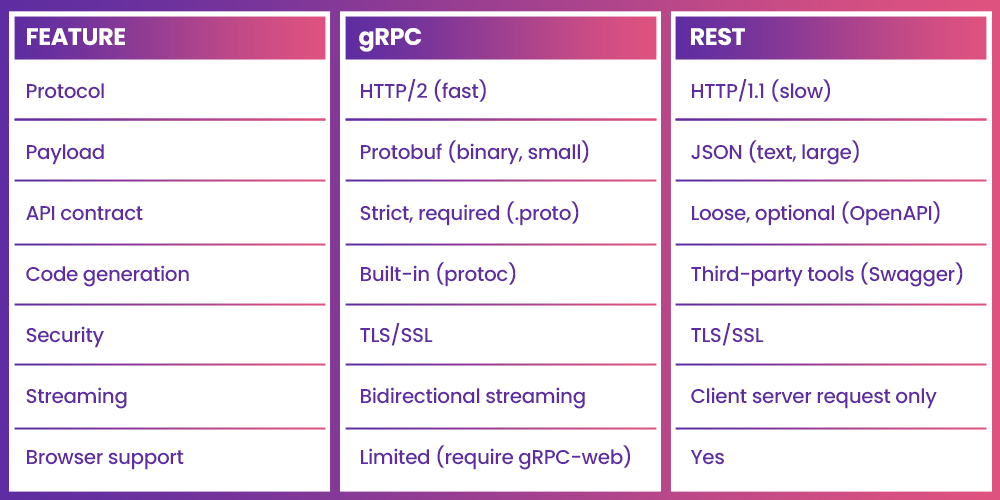 FEATURE gRPC REST
Protocol HTTP/2 (fast) HTTP/1.1 (slow)
Payload Protobuf (binary, small) JSON (text, large)
API contract Strict, required (.proto) Loose, optional (OpenAPI)
Code generation Built-in (protoc) Third-party tools (Swagger)
Security TLS/SSL TLS/SSL
Streaming Bidirectional streaming Client server request only
Browser support Limited (require gRPC-web) Yes